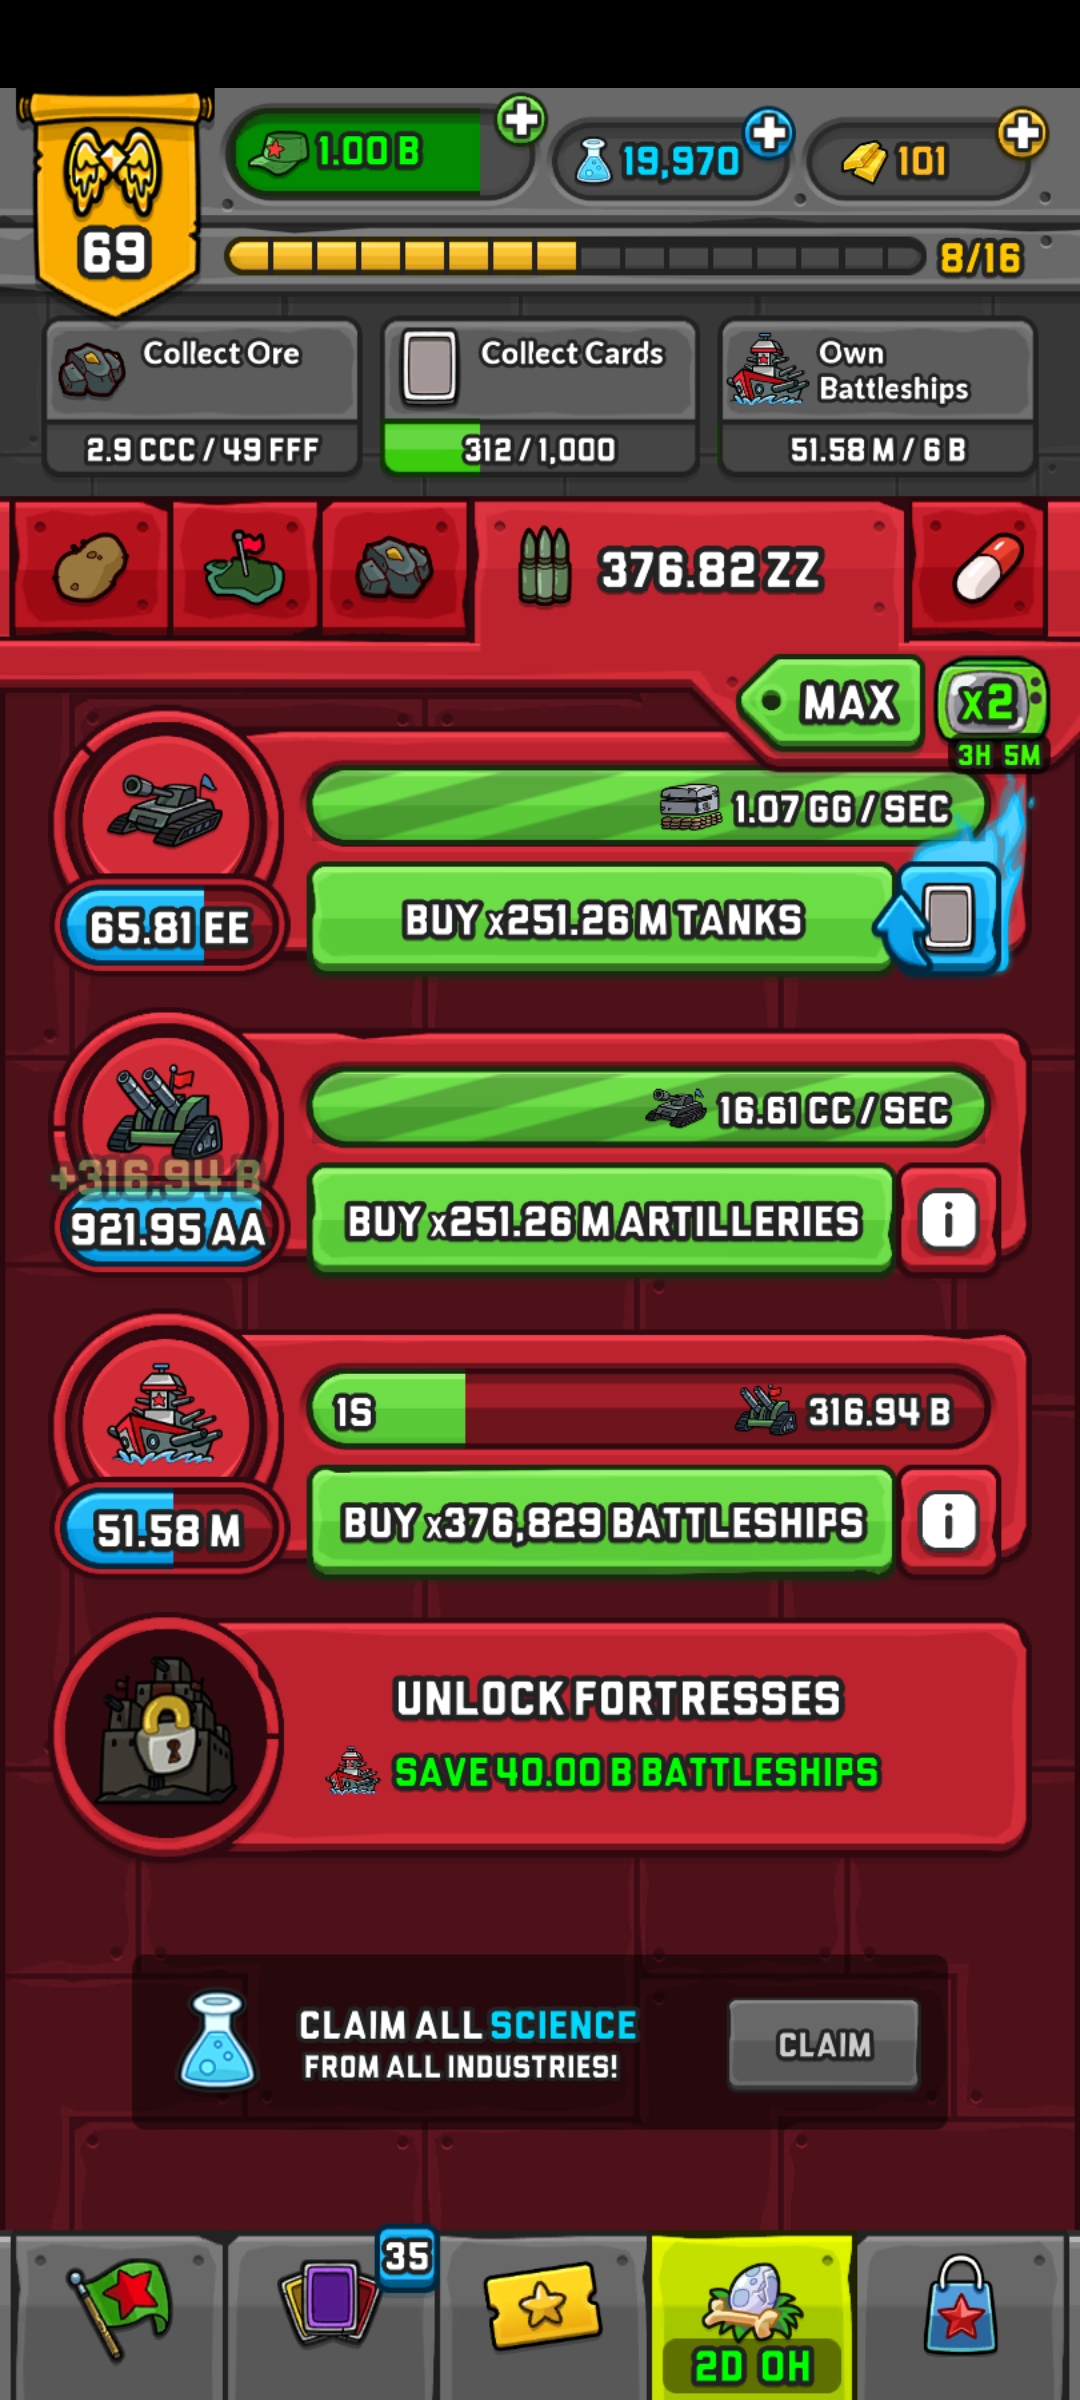 69
1.00 B
19,970
101
8/16
Collect Ore
2.9 CCC / 49 FFF
Collect Cards
312 / 1,000
Own
Battleships
51.58 M / 6 B
376.82 ZZ
MAX
x2
3H 5M
1.07 GG / SEC
65.81 EE
BUY x251.26 M TANKS
16.61 CC / SEC
+316.94 B
921.95 AA
BUY x251.26 M ARTILLERIES
i
1S
316.94 B
51.58 M
BUY x376,829 BATTLESHIPS
i
UNLOCK FORTRESSES
SAVE 40.00 B BATTLESHIPS
CLAIM ALL SCIENCE
FROM ALL INDUSTRIES!
CLAIM
35
2D 0H